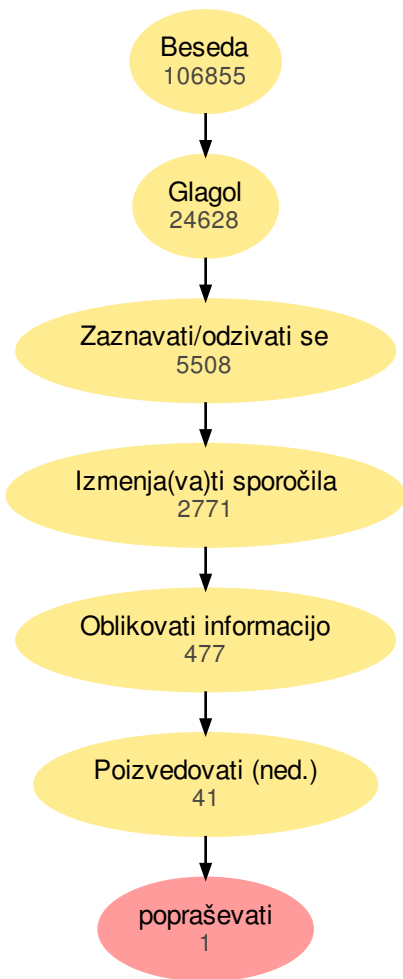 Beseda
106855
Glagol
24628
Zaznavati/odzivati se
5508
Izmenja(va)ti sporočila
2771
Oblikovati informacijo
477
Poizvedovati (ned.)
41
popraševati
1